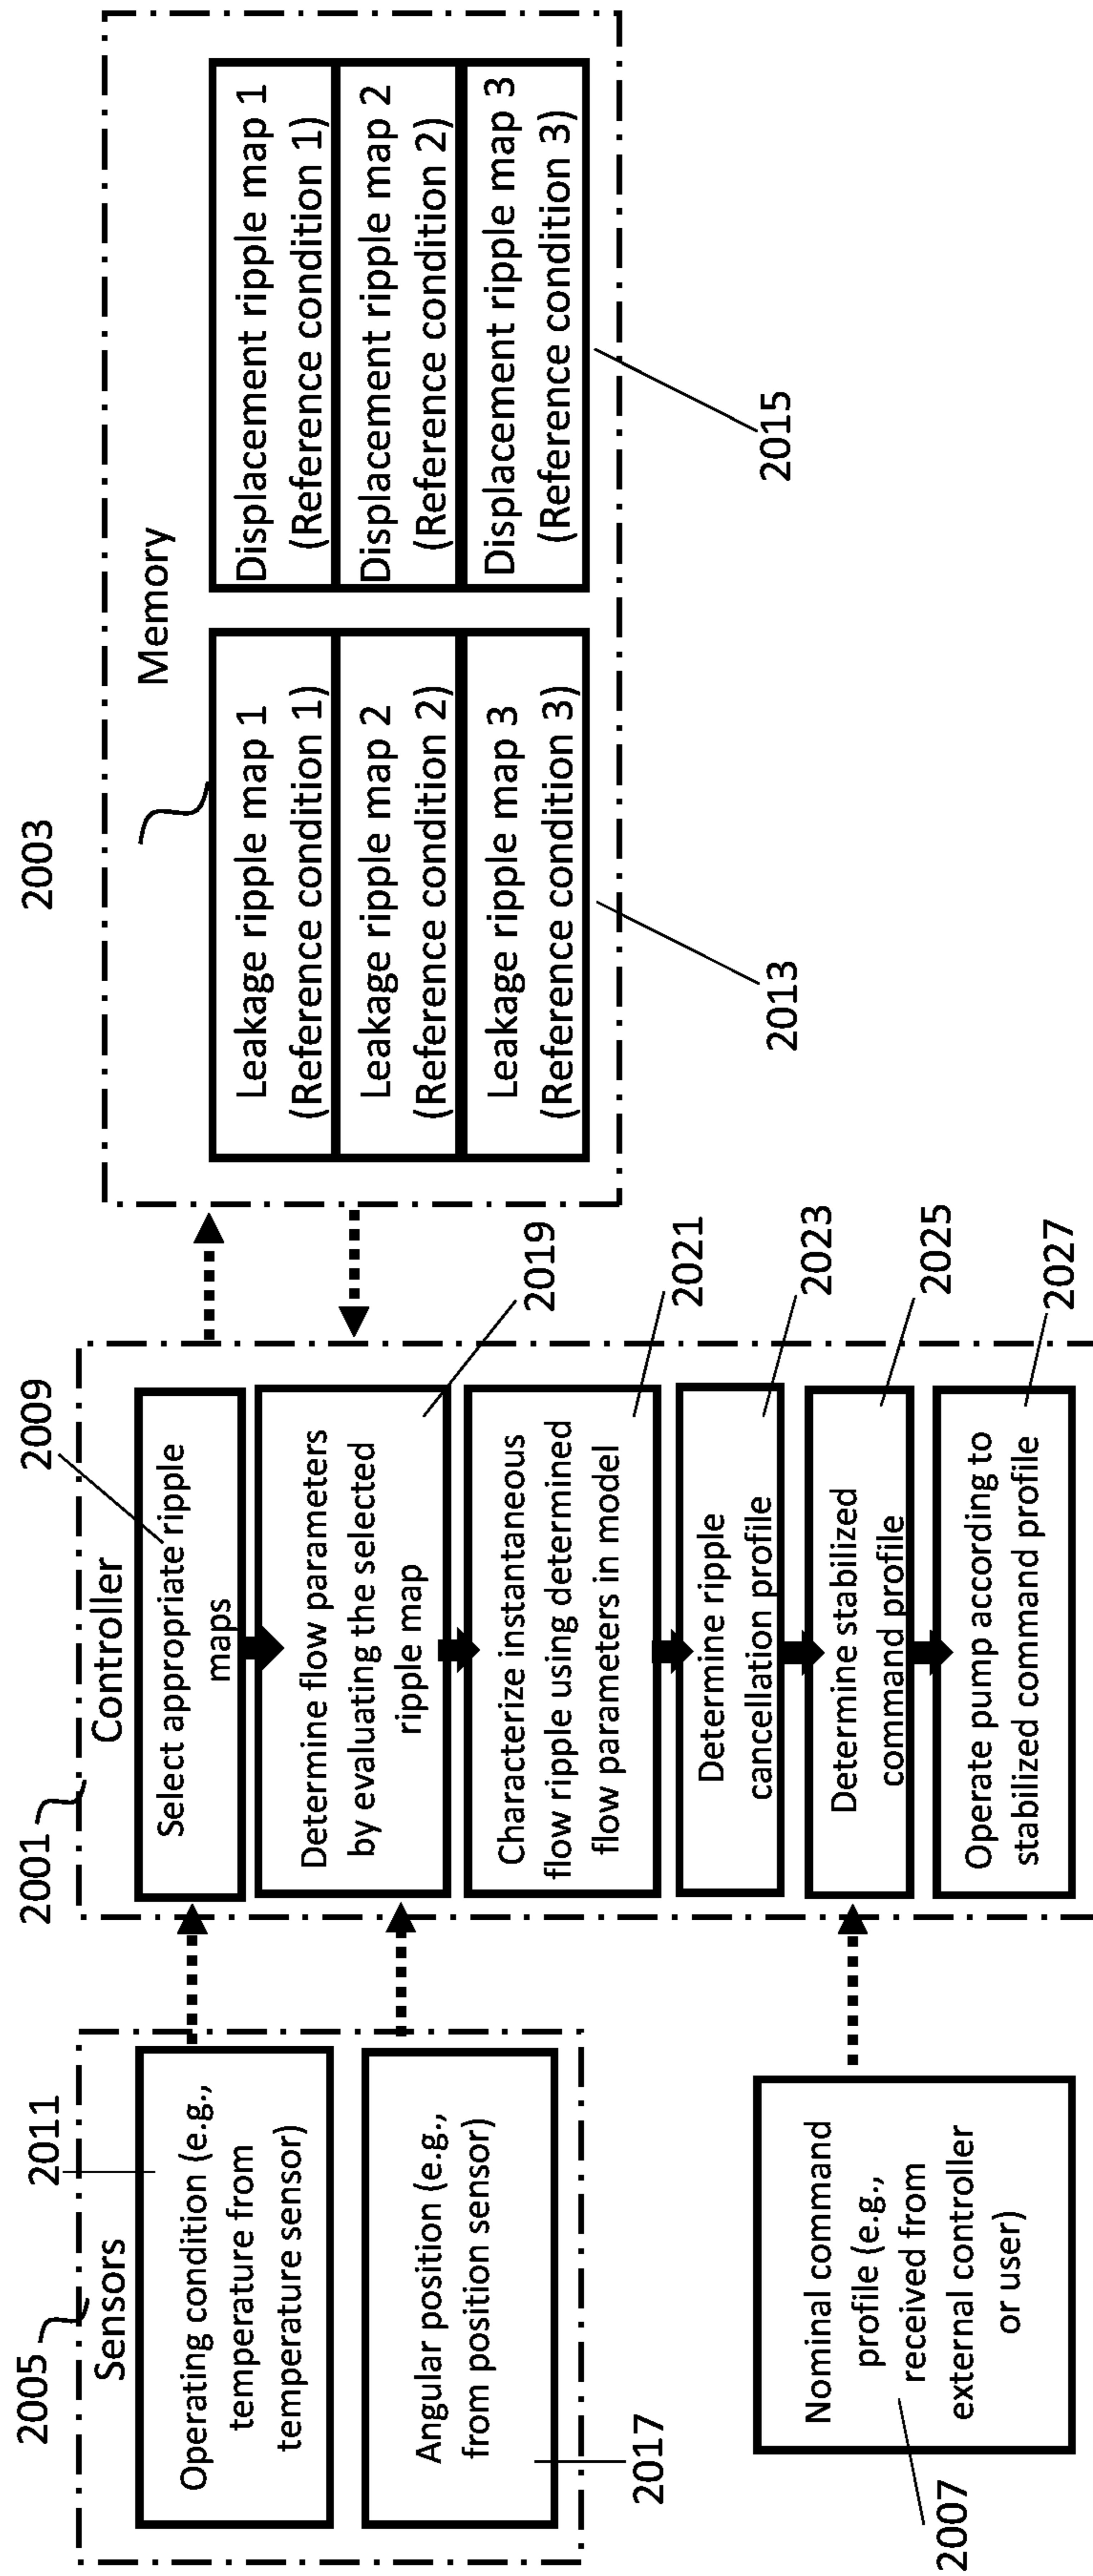 2005
Sensors
2011
Operating condition (e.g.,
temperature from
temperature sensor)
Angular position (e.g.,
from position sensor)
2017
Nominal command
profile (e.g.,
received from
external controller
or user)
2007
2001
Controller
2009
Select appropriate ripple
maps
Determine flow parameters
by evaluating the selected
ripple map
2019
Characterize instantaneous
flow ripple using determined
flow parameters in model
2021
Determine ripple
cancellation profile
2023
Determine stabilized
command profile
2025
Operate pump according to
stabilized command profile
2027
2003
Memory
Leakage ripple map 1
(Reference condition 1)
Leakage ripple map 2
(Reference condition 2)
Leakage ripple map 3
(Reference condition 3)
2013
Displacement ripple map 1
(Reference condition 1)
Displacement ripple map 2
(Reference condition 2)
Displacement ripple map 3
(Reference condition 3)
2015